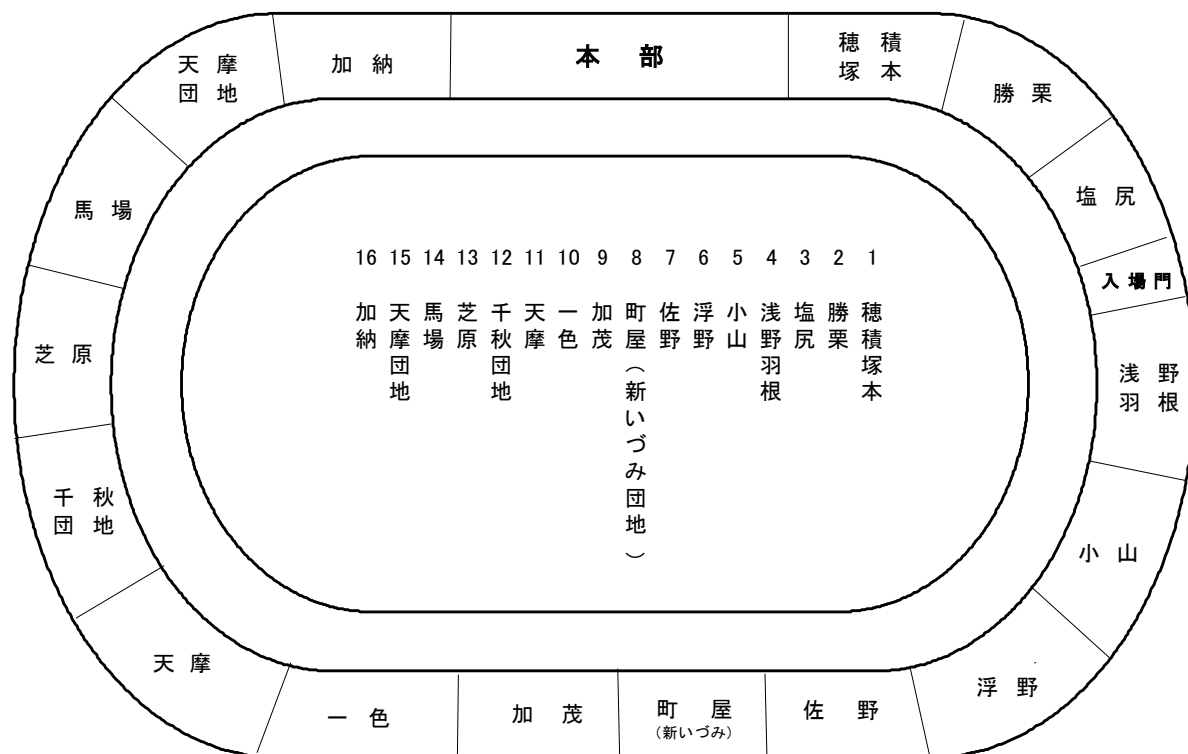 本部
穂積
塚本
勝栗
塩尻
入場門
浅野
羽根
小山
浮野
佐野
町屋
(新いづみ)
加茂
一色
天摩
千秋
団地
芝原
馬場
天摩
団地
加納
1 穂積塚本
2 勝栗
3 塩尻
4 浅野羽根
5 小山
6 浮野
7 佐野
8 町屋(新いづみ団地)
9 加茂
10 一色
11 天摩
12 千秋団地
13 芝原
14 馬場
15 天摩団地
16 加納